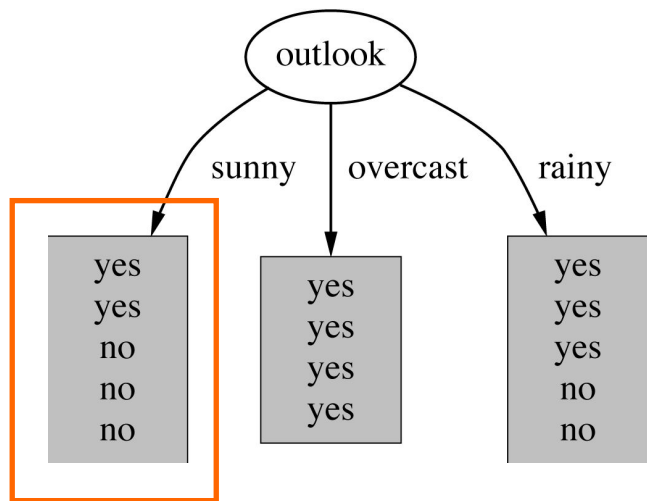 outlook
sunny
overcast
rainy
yes
yes
no
no
no
yes
yes
yes
yes
yes
yes
yes
no
no